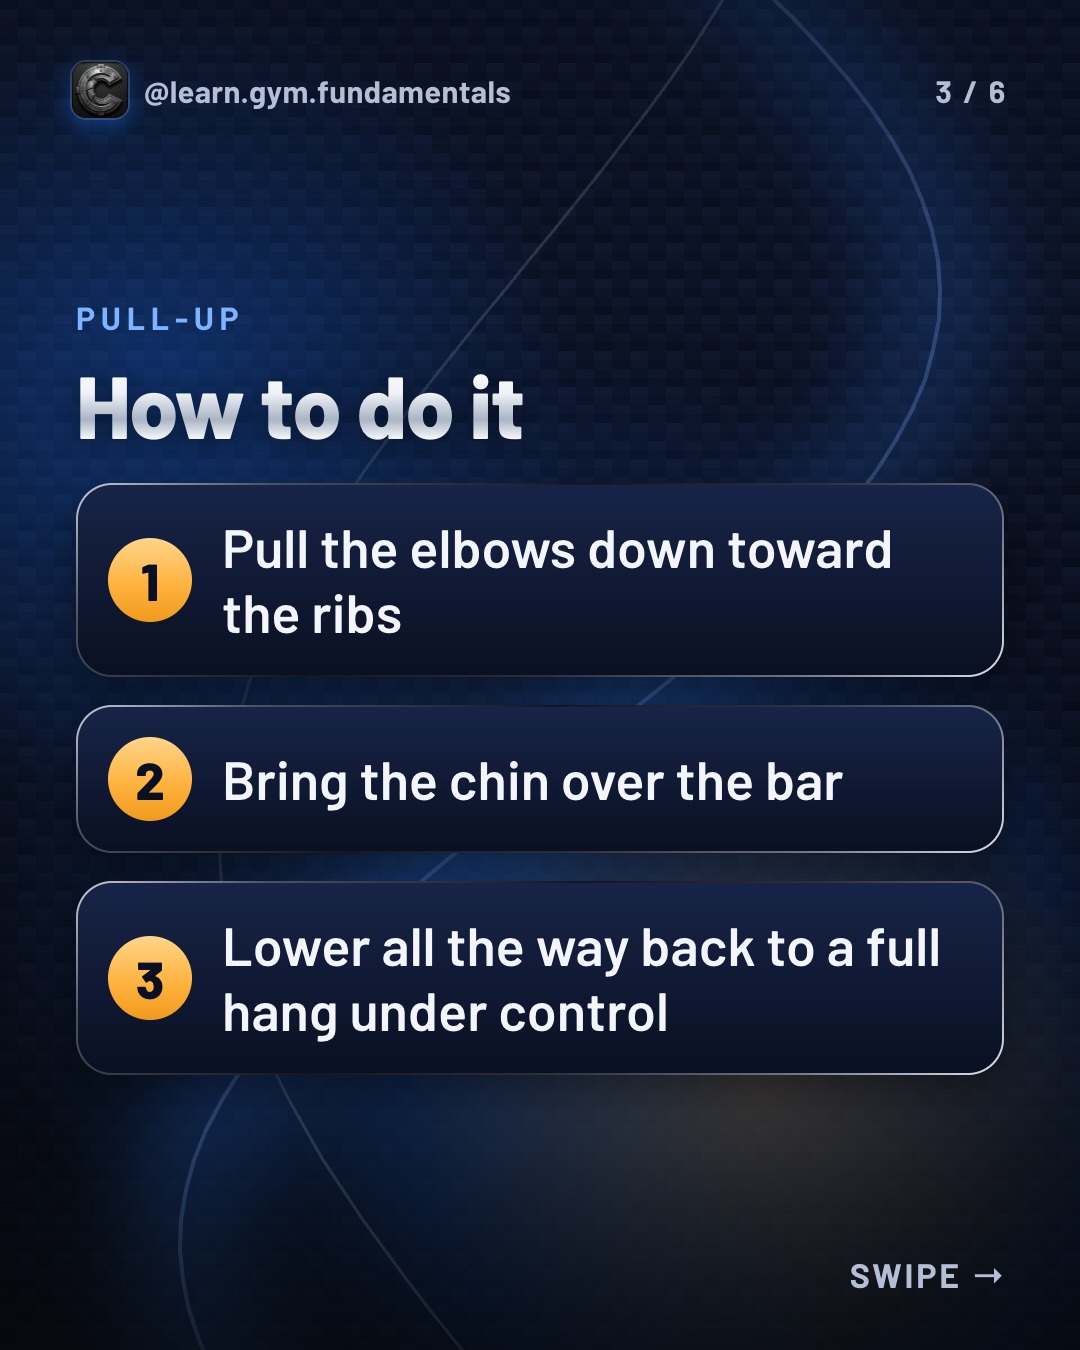 @learn.gym.fundamentals
3 / 6
PULL-UP
How to do it
1
Pull the elbows down toward
the ribs
2
Bring the chin over the bar
3
Lower all the way back to a full
hang under control
SWIPE →